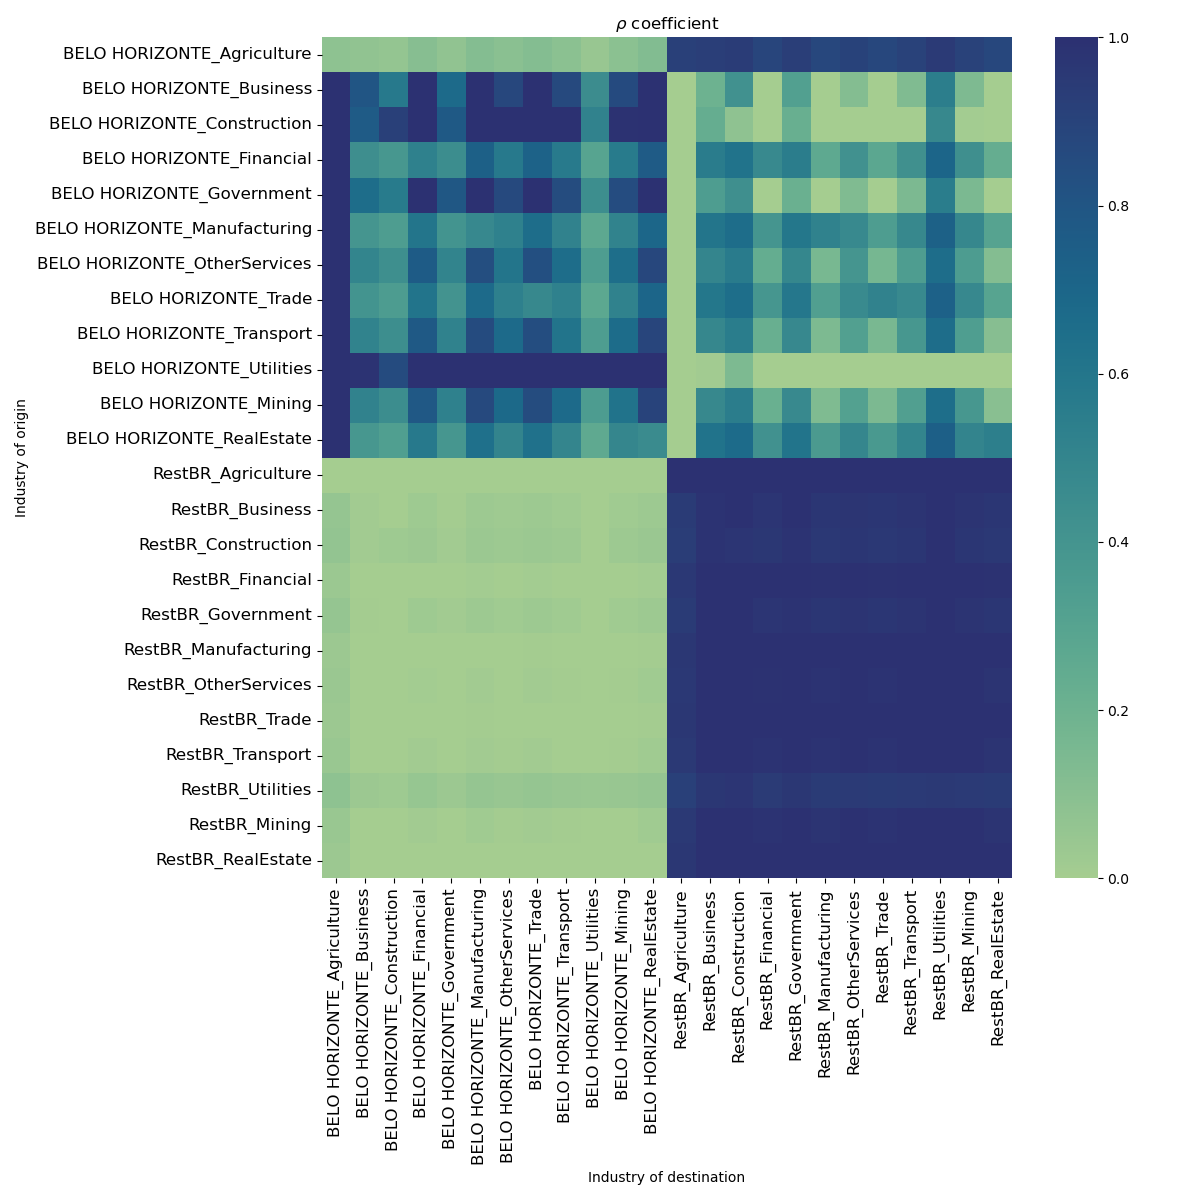 ρ coefficient
BELO HORIZONTE_Agriculture
BELO HORIZONTE_Business
BELO HORIZONTE_Construction
BELO HORIZONTE_Financial
BELO HORIZONTE_Government
BELO HORIZONTE_Manufacturing
BELO HORIZONTE_OtherServices
BELO HORIZONTE_Trade
BELO HORIZONTE_Transport
BELO HORIZONTE_Utilities
BELO HORIZONTE_Mining
BELO HORIZONTE_RealEstate
RestBR_Agriculture
RestBR_Business
RestBR_Construction
RestBR_Financial
RestBR_Government
RestBR_Manufacturing
RestBR_OtherServices
RestBR_Trade
RestBR_Transport
RestBR_Utilities
RestBR_Mining
RestBR_RealEstate
Industry of origin
BELO HORIZONTE_Agriculture
BELO HORIZONTE_Business
BELO HORIZONTE_Construction
BELO HORIZONTE_Financial
BELO HORIZONTE_Government
BELO HORIZONTE_Manufacturing
BELO HORIZONTE_OtherServices
BELO HORIZONTE_Trade
BELO HORIZONTE_Transport
BELO HORIZONTE_Utilities
BELO HORIZONTE_Mining
BELO HORIZONTE_RealEstate
RestBR_Agriculture
RestBR_Business
RestBR_Construction
RestBR_Financial
RestBR_Government
RestBR_Manufacturing
RestBR_OtherServices
RestBR_Trade
RestBR_Transport
RestBR_Utilities
RestBR_Mining
RestBR_RealEstate
Industry of destination
1.0
0.8
0.6
0.4
0.2
0.0